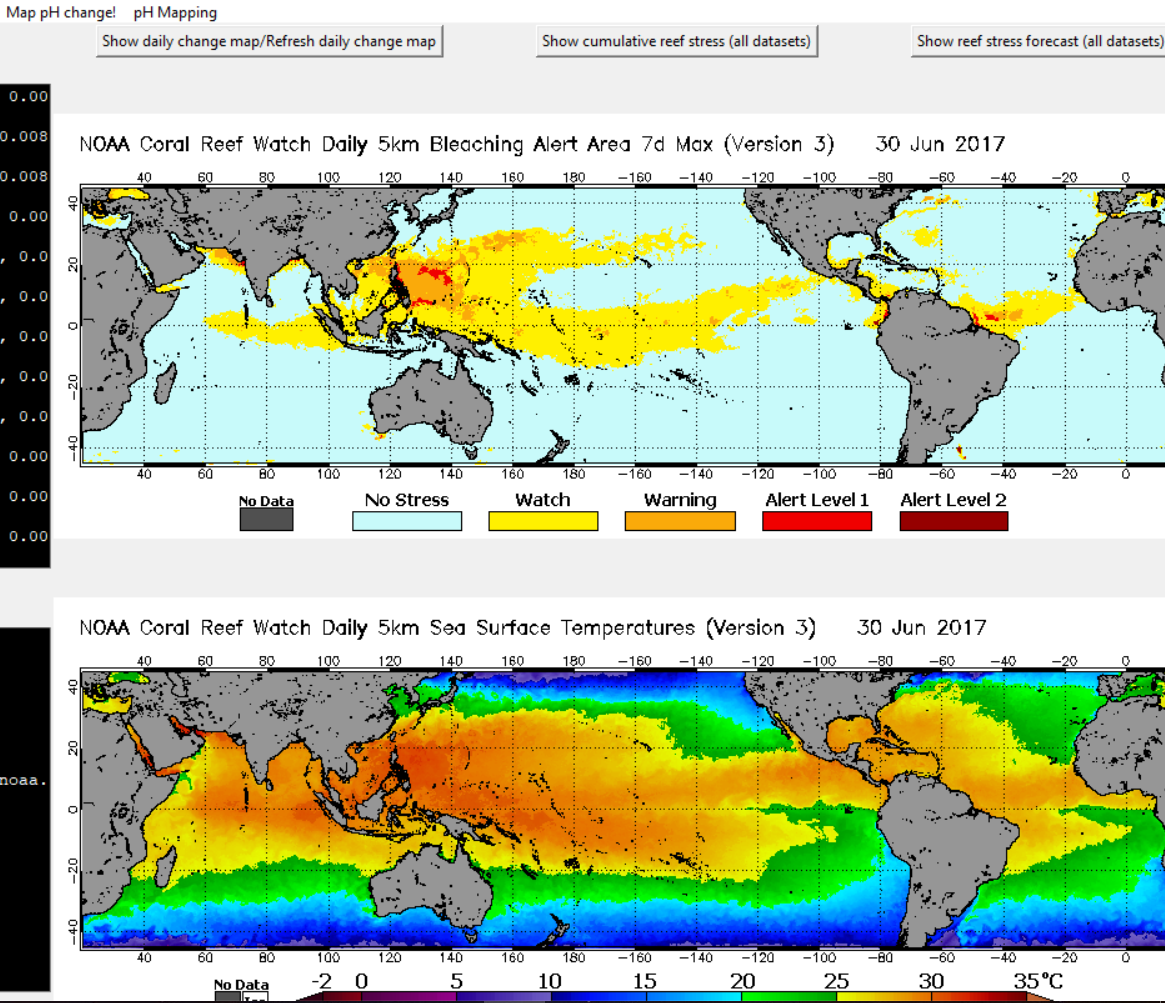 Map pH change! pH Mapping
Show daily change map/Refresh daily change map Show cumulative reef stress (all datasets) Show reef stress forecast (all datasets)
0.00
0.008
0.008
0.00
, 0.0
, 0.0
, 0.0
, 0.0
, 0.0
0.00
0.00
0.00
NOAA Coral Reef Watch Daily 5km Bleaching Alert Area 7d Max (Version 3) 30 Jun 2017
40 60 80 100 120 140 160 180 -160 -140 -120 -100 -80 -60 -40 -20 0
40
20
0
-20
-40
40 60 80 100 120 140 160 180 -160 -140 -120 -100 -80 -60 -40 -20 0
No Data No Stress Watch Warning Alert Level 1 Alert Level 2
NOAA Coral Reef Watch Daily 5km Sea Surface Temperatures (Version 3) 30 Jun 2017
40 60 80 100 120 140 160 180 -160 -140 -120 -100 -80 -60 -40 -20 0
40
20
noaa.
0
-20
-40
40 60 80 100 120 140 160 180 -160 -140 -120 -100 -80 -60 -40 -20 0
No Data -2 0 5 10 15 20 25 30 35°C